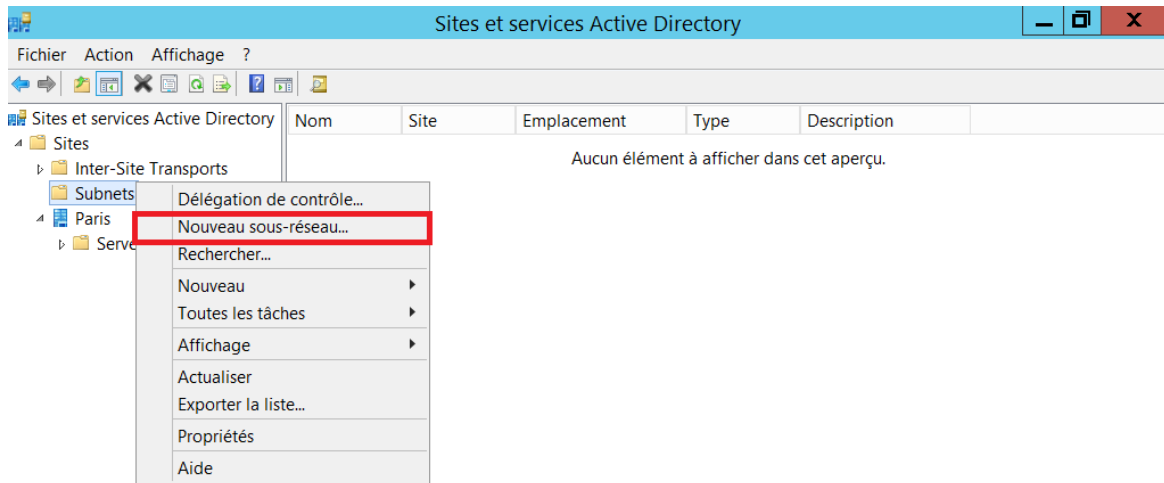 Sites et services Active Directory
Fichier Action Affichage ?
Sites et services Active Directory
Nom Site Emplacement Type Description
Sites
Aucun élément à afficher dans cet aperçu.
Inter-Site Transports
Subnets
Paris
Serve
Délégation de contrôle...
Nouveau sous-réseau...
Rechercher...
Nouveau
Toutes les tâches
Affichage
Actualiser
Exporter la liste...
Propriétés
Aide